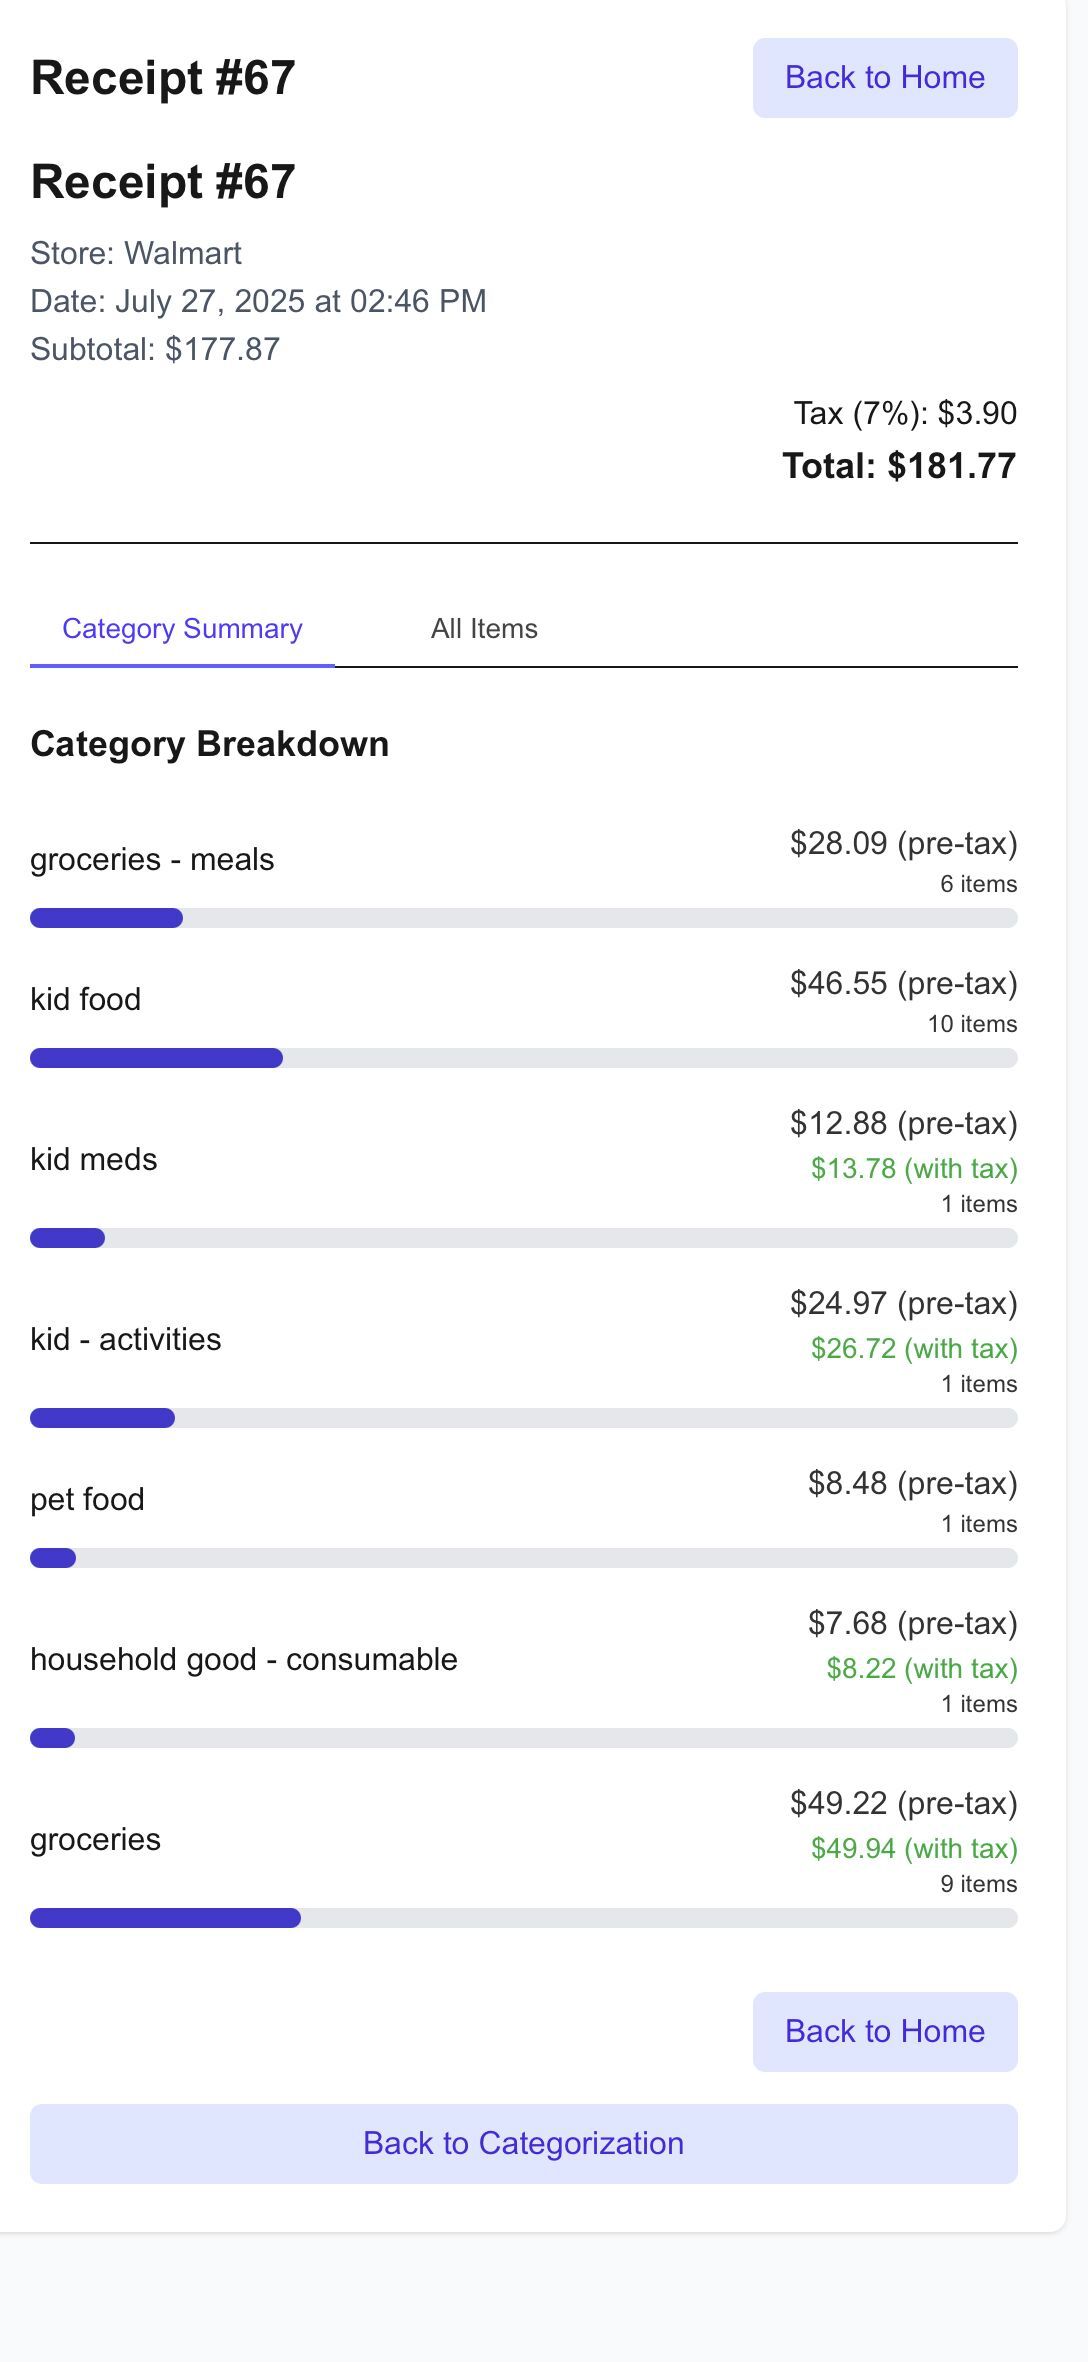 Receipt #67
Back to Home
Receipt #67
Store: Walmart
Date: July 27, 2025 at 02:46 PM
Subtotal: $177.87
Tax (7%): $3.90
Total: $181.77
Category Summary
All Items
Category Breakdown
groceries - meals
$28.09 (pre-tax)
6 items
kid food
$46.55 (pre-tax)
10 items
kid meds
$12.88 (pre-tax)
$13.78 (with tax)
1 items
kid - activities
$24.97 (pre-tax)
$26.72 (with tax)
1 items
pet food
$8.48 (pre-tax)
1 items
household good - consumable
$7.68 (pre-tax)
$8.22 (with tax)
1 items
groceries
$49.22 (pre-tax)
$49.94 (with tax)
9 items
Back to Home
Back to Categorization